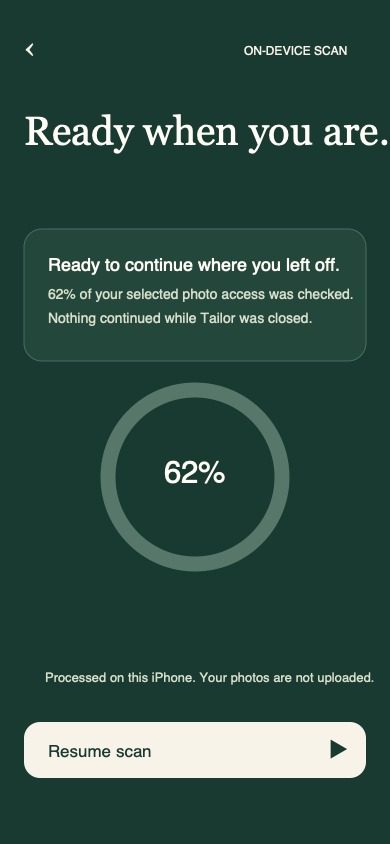 ON-DEVICE SCAN
Ready when you are.
Ready to continue where you left off.
62% of your selected photo access was checked.
Nothing continued while Tailor was closed.
62%
Processed on this iPhone. Your photos are not uploaded.
Resume scan